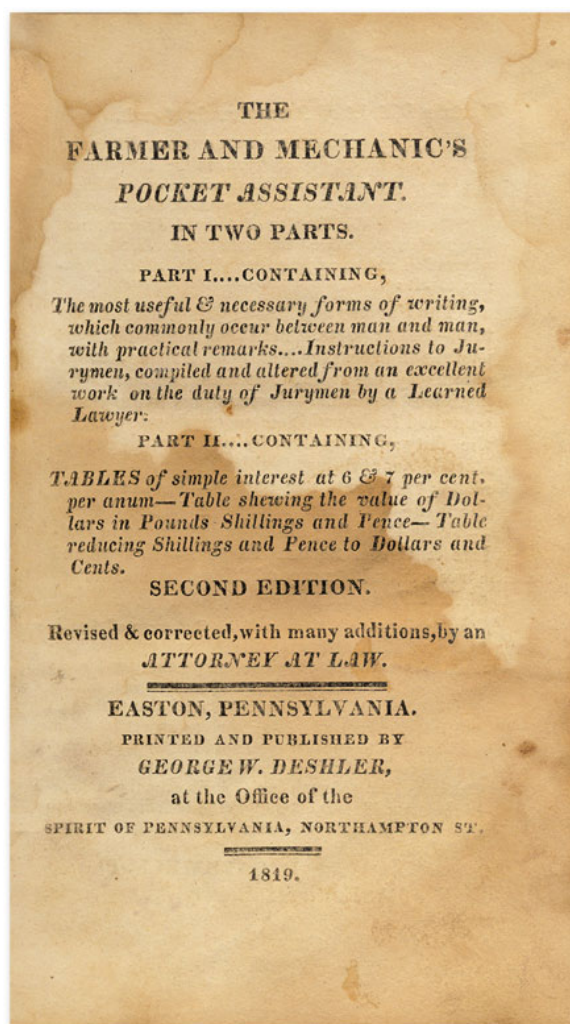 THE
FARMER AND MECHANIC'S
POCKET ASSISTANT.
IN TWO PARTS.
PART I....CONTAINING,
The most useful & necessary forms of writing,
which commonly occur between man and man,
with practical remarks....Instructions to Ju-
rymen, compiled and altered from an excellent
work on the duty of Jurymen by a Learned
Lawyer.
PART II....CONTAINING,
TABLES of simple interest at 6 & 7 per cent.
per anum—Table shewing the value of Dol-
lars in Pounds Shillings and Pence—Table
reducing Shillings and Pence to Dollars and
Cents.
SECOND EDITION.
Revised & corrected, with many additions, by an
ATTORNEY AT LAW.
EASTON, PENNSYLVANIA.
PRINTED AND PUBLISHED BY
GEORGE W. DESHLER,
at the Office of the
SPIRIT OF PENNSYLVANIA, NORTHAMPTON ST.
1819.